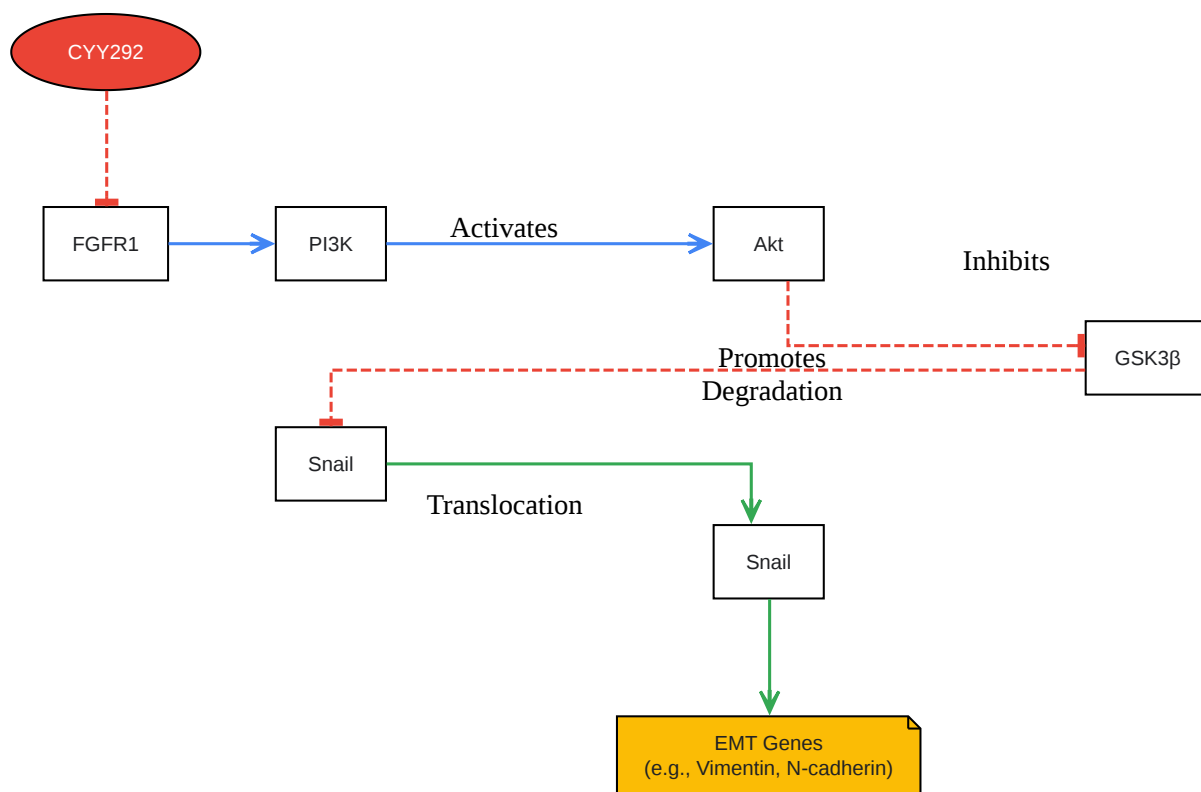 CYY292
FGFR1
PI3K
Activates
Akt
Inhibits
GSK3β
Promotes
Degradation
Snail
Translocation
Snail
EMT Genes
(e.g., Vimentin, N-cadherin)